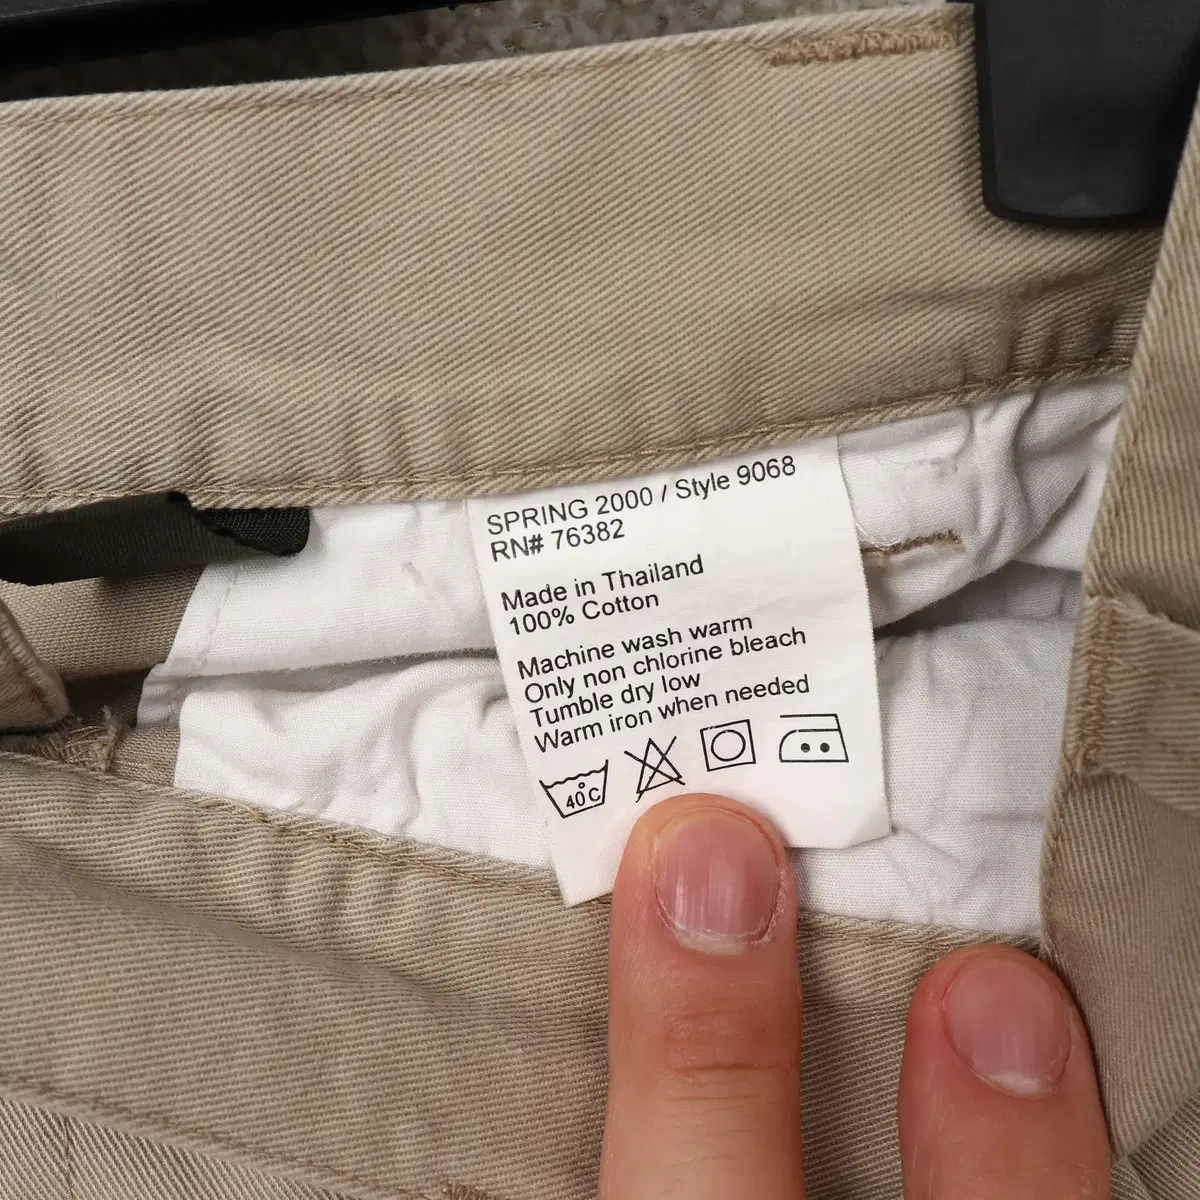 SPRING 2000 / Style 9068
RN# 76382
Made in Thailand
100% Cotton
Machine wash warm
Only non chlorine bleach
Tumble dry low
Warm iron when needed
40°C